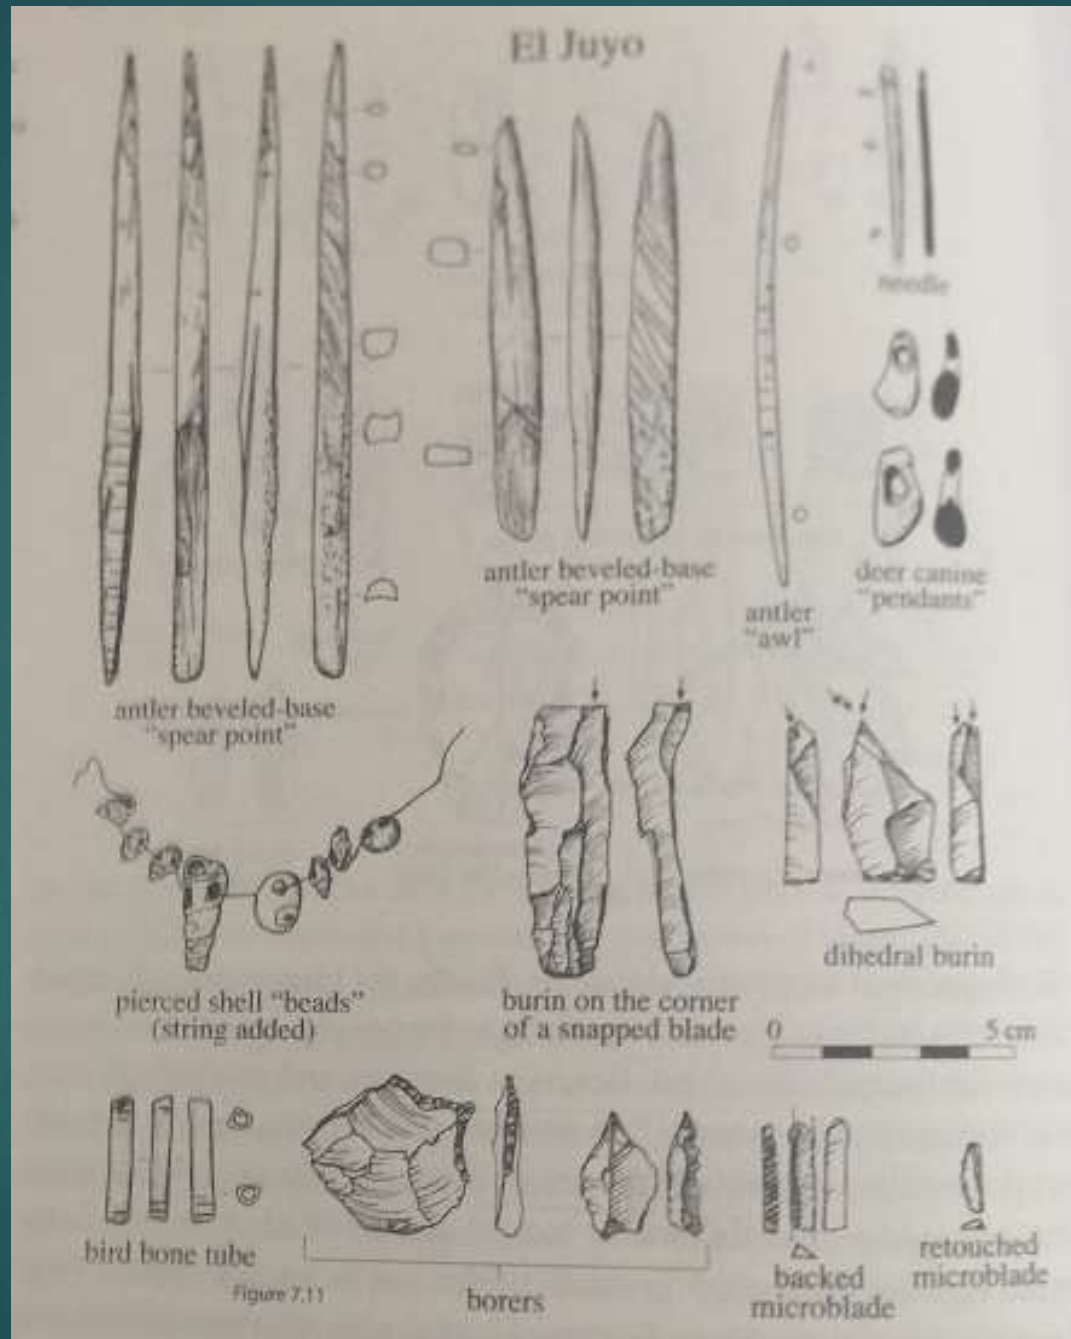 El Juyo
needle
antler beveled-base
"spear point"
antler
"awl"
deer canine
"pendants"
antler beveled-base
"spear point"
pierced shell "beads"
(string added)
burin on the corner
of a snapped blade
dihedral burin
0 5 cm
bird bone tube
Figure 7.11
borers
backed
microblade
retouched
microblade